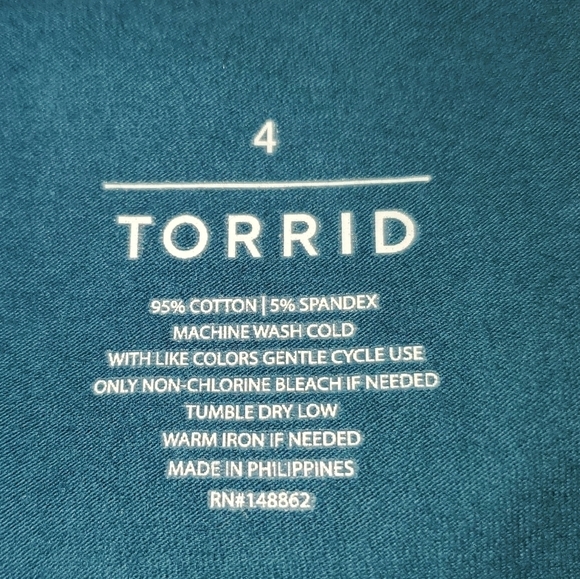 4
TORRID
95% COTTON | 5% SPANDEX
MACHINE WASH COLD
WITH LIKE COLORS GENTLE CYCLE USE
ONLY NON-CHLORINE BLEACH IF NEEDED
TUMBLE DRY LOW
WARM IRON IF NEEDED
MADE IN PHILIPPINES
RN#148862